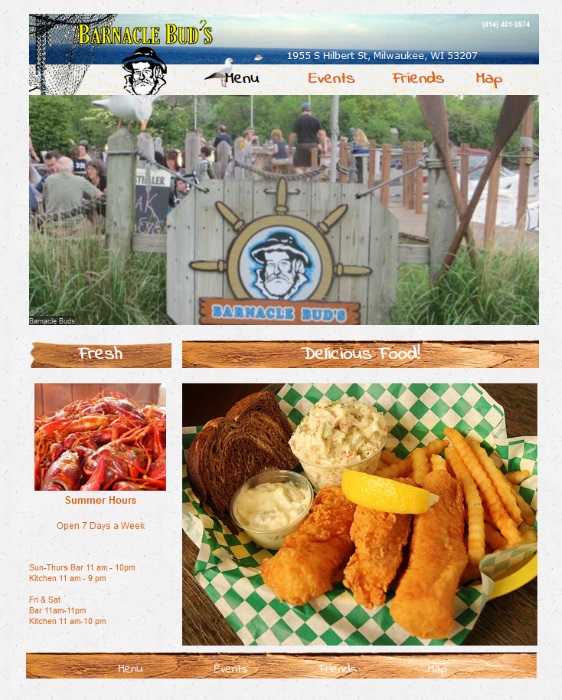 BARNACLE BUD'S
(414) 481-9974
1955 S Hilbert St, Milwaukee, WI 53207
Menu Events Friends Map
BARNACLE BUD'S
Barnacle Buds
Fresh
Delicious Food!
Summer Hours
Open 7 Days a Week
Sun-Thurs Bar 11 am - 10pm
Kitchen 11 am - 9 pm
Fri & Sat
Bar 11am-11pm
Kitchen 11 am-10 pm
Menu Events Friends Map